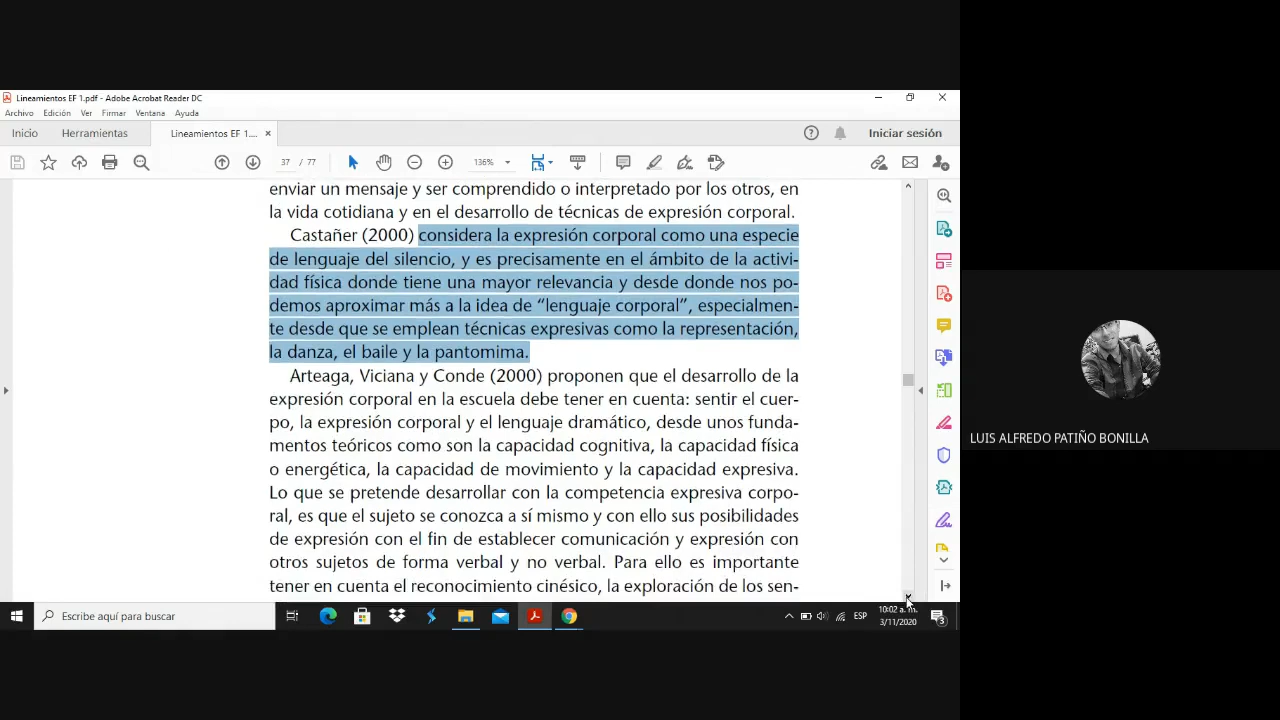 Lineamientos EF 1.pdf - Adobe Acrobat Reader DC
Archivo Edición Ver Firmar Ventana Ayuda
Inicio Herramientas Lineamientos EF 1.... × Iniciar sesión
37 / 77 136%
enviar un mensaje y ser comprendido o interpretado por los otros, en
la vida cotidiana y en el desarrollo de técnicas de expresión corporal.
Castañer (2000) considera la expresión corporal como una especie
de lenguaje del silencio, y es precisamente en el ámbito de la activi-
dad física donde tiene una mayor relevancia y desde donde nos po-
demos aproximar más a la idea de “lenguaje corporal”, especialmen-
te desde que se emplean técnicas expresivas como la representación,
la danza, el baile y la pantomima.
Arteaga, Viciana y Conde (2000) proponen que el desarrollo de la
expresión corporal en la escuela debe tener en cuenta: sentir el cuer-
po, la expresión corporal y el lenguaje dramático, desde unos funda-
mentos teóricos como son la capacidad cognitiva, la capacidad física
o energética, la capacidad de movimiento y la capacidad expresiva.
Lo que se pretende desarrollar con la competencia expresiva corpo-
ral, es que el sujeto se conozca a sí mismo y con ello sus posibilidades
de expresión con el fin de establecer comunicación y expresión con
otros sujetos de forma verbal y no verbal. Para ello es importante
tener en cuenta el reconocimiento cinésico, la exploración de los sen-
Escribe aquí para buscar
ESP
10:02 a. m.
3/11/2020
3
LUIS ALFREDO PATIÑO BONILLA